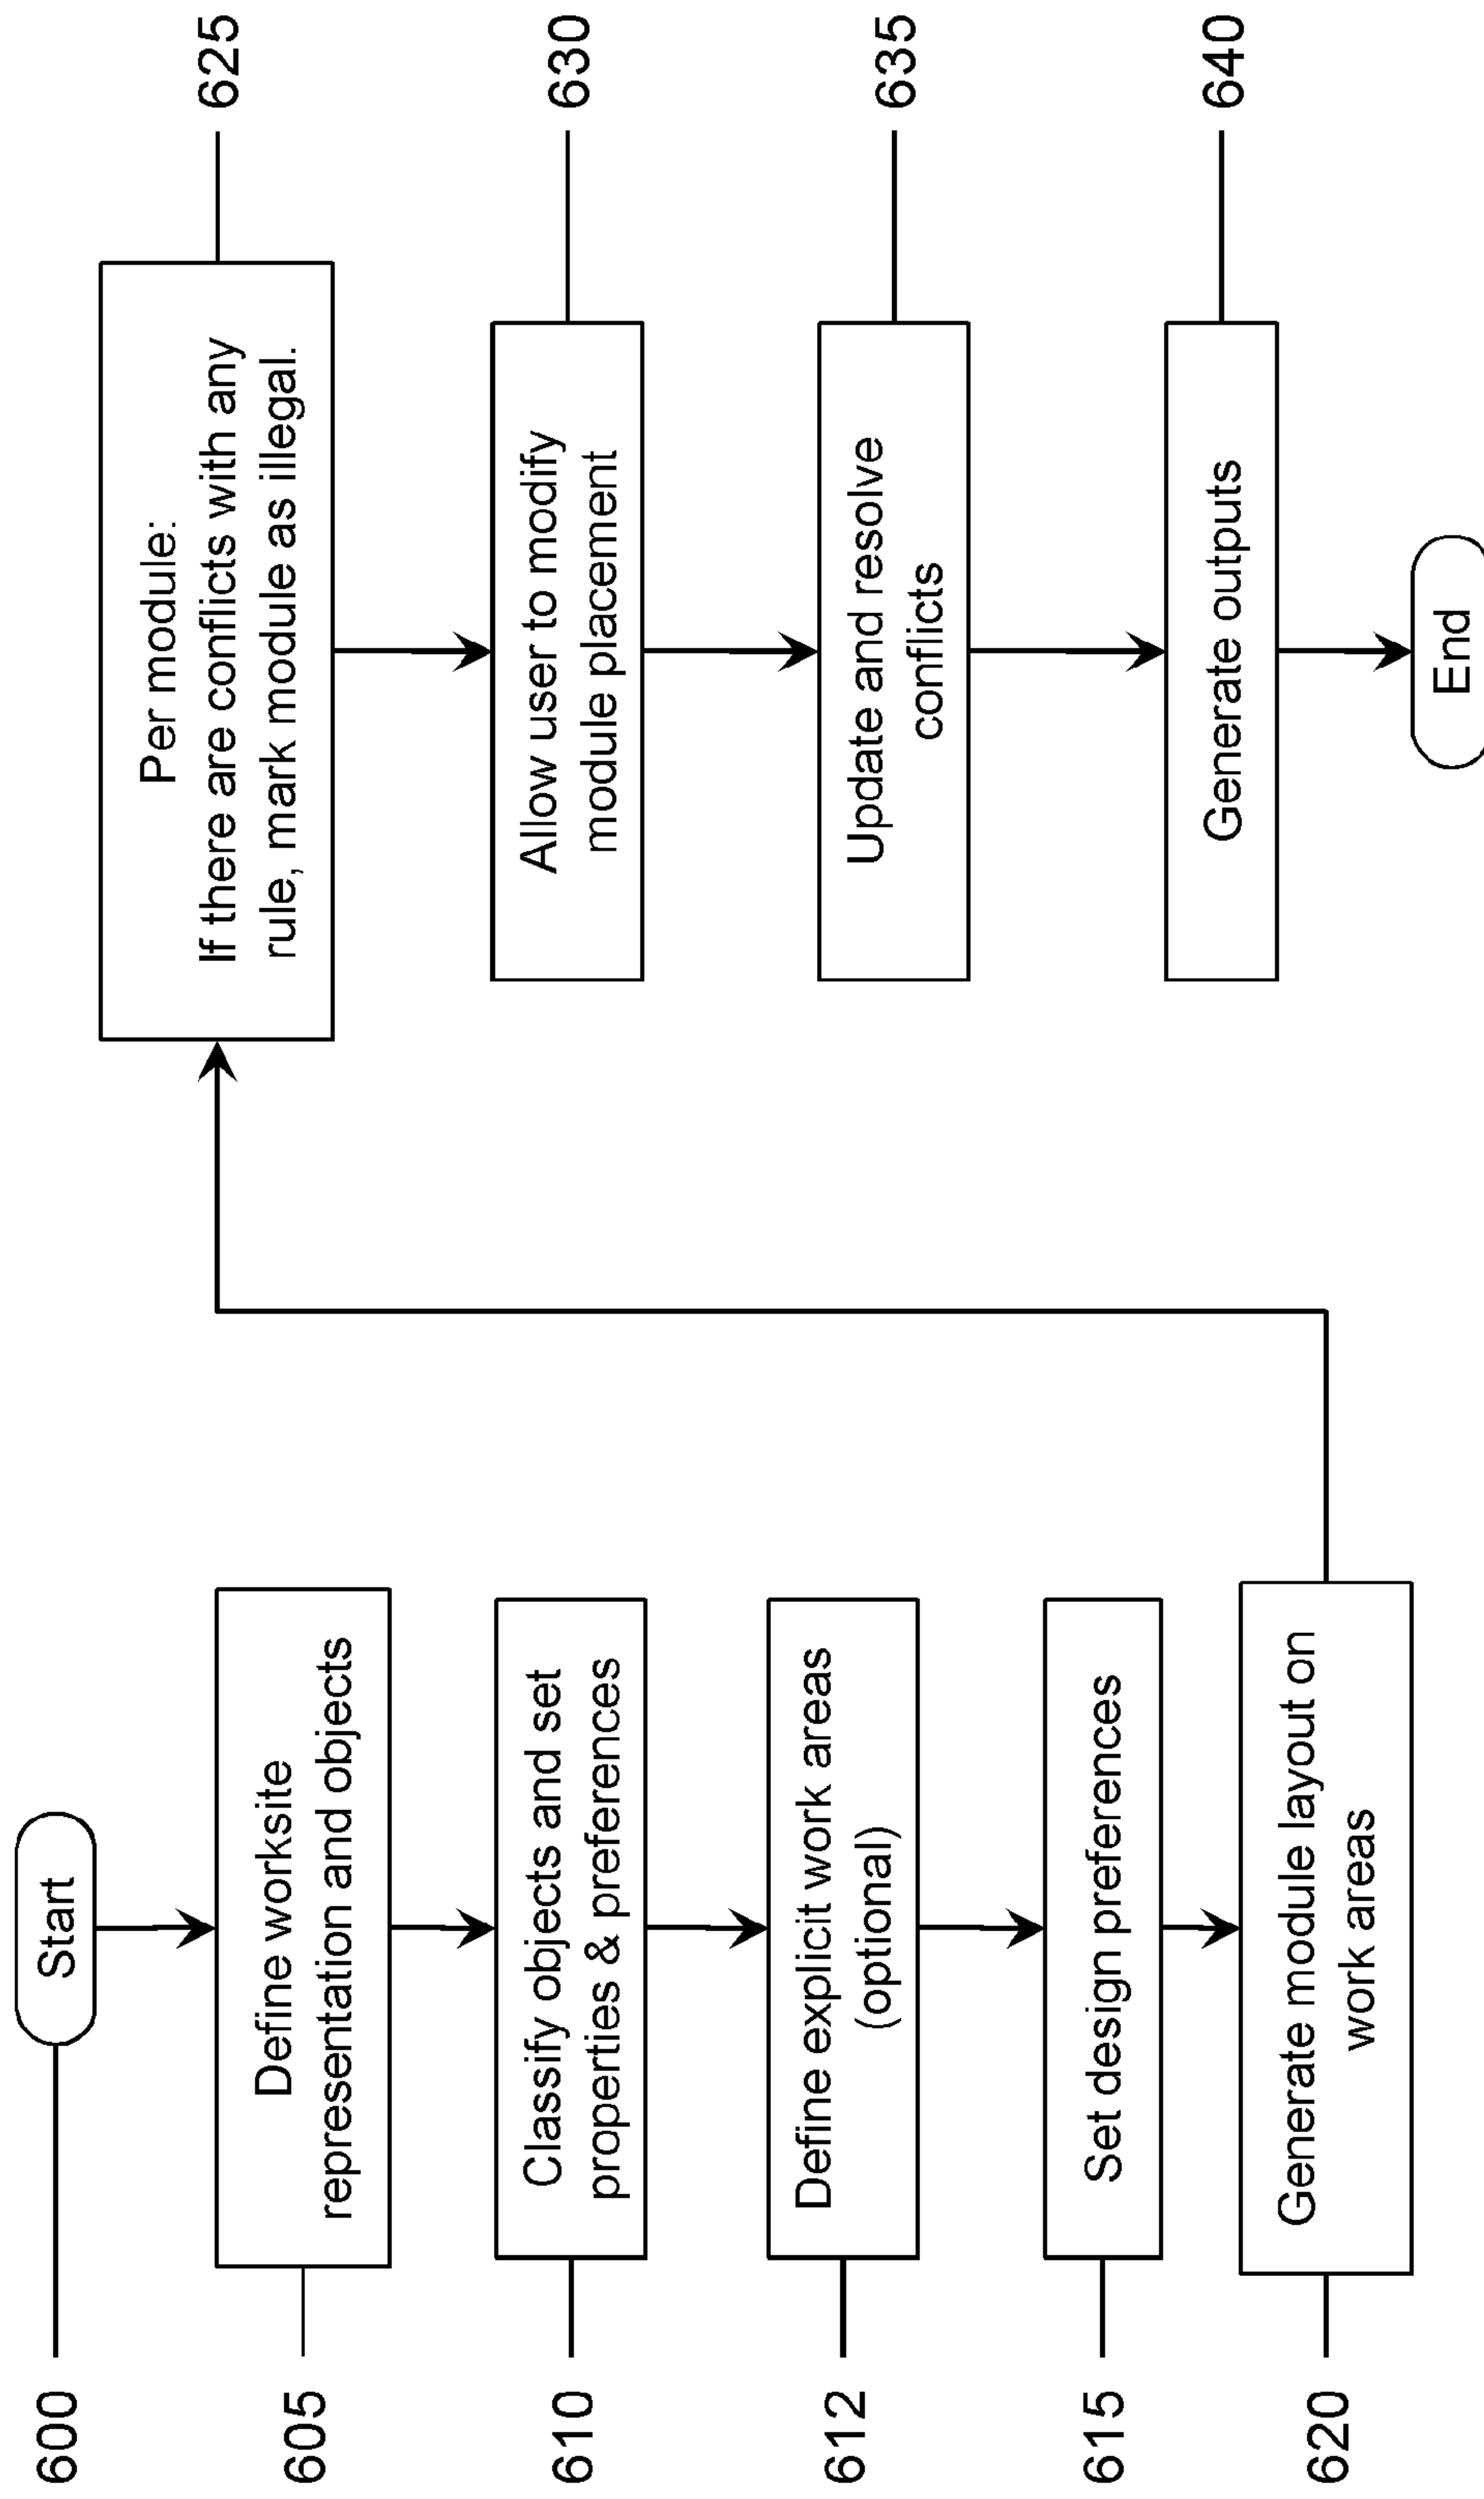 600
Start
605
Define worksite
representation and objects
610
Classify objects and set
properties & preferences
612
Define explicit work areas
(optional)
615
Set design preferences
620
Generate module layout on
work areas
Per module:
If there are conflicts with any
rule, mark module as illegal.
625
Allow user to modify
module placement
630
Update and resolve
conflicts
635
Generate outputs
640
End